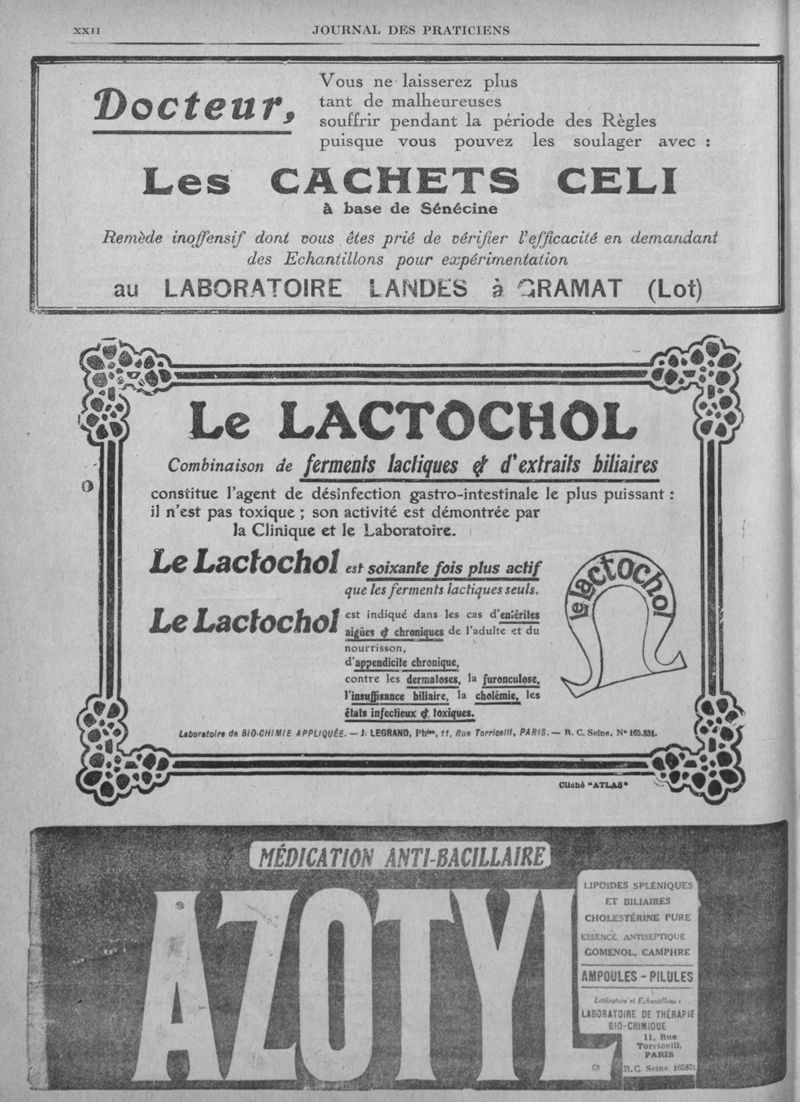 XXII
JOURNAL DES PRATICIENS
Docteur,
Vous ne laisserez plus
tant de malheureuses
souffrir pendant la période des Règles
puisque vous pouvez les soulager avec :
Les CACHETS CELI
à base de Sénécine
Remède inoffensif dont vous êtes prié de vérifier l'efficacité en demandant
des Echantillons pour expérimentation
au LABORATOIRE LANDES à GRAMAT (Lot)
Le LACTOCHOL
Combinaison de ferments lactiques & d'extraits biliaires
constitue l'agent de désinfection gastro-intestinale le plus puissant :
il n'est pas toxique ; son activité est démontrée par
la Clinique et le Laboratoire.
Le Lactochol est soixante fois plus actif
que les ferments lactiques seuls.
Le Lactochol est indiqué dans les cas d'entérites
aigües & chroniques de l'adulte et du
nourrisson,
d'appendicite chronique,
contre les dermatoses, la furonculose,
l'insuffisance biliaire, la cholémie, les
états infectieux & toxiques.
le lactochol
Laboratoire de BIO-CHIMIE APPLIQUÉE. — J. LEGRAND, Phien, 11, Rue Torricelli, PARIS. — R. C. Seine, N° 165.831.
Cliché "ATLAS"
MÉDICATION ANTI-BACILLAIRE
AZOTYL
LIPOIDES SPLÉNIQUES
ET BILIAIRES
CHOLESTÉRINE PURE
ESSENCE ANTISEPTIQUE
GOMENOL, CAMPHRE
AMPOULES - PILULES
Littérature et Echantillons :
LABORATOIRE DE THÉRAPIE
BIO-CHIMIQUE
11, Rue
Torricelli,
PARIS
R.C. Seine 165831